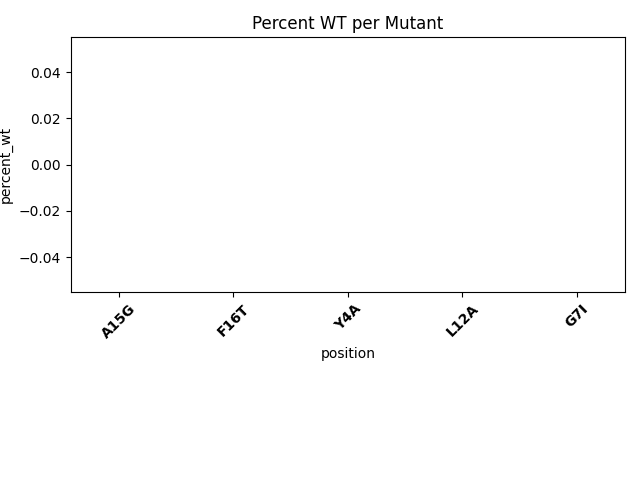 Percent WT per Mutant
percent_wt
0.04
0.02
0.00
−0.02
−0.04
A15G
F16T
Y4A
L12A
G7I
position